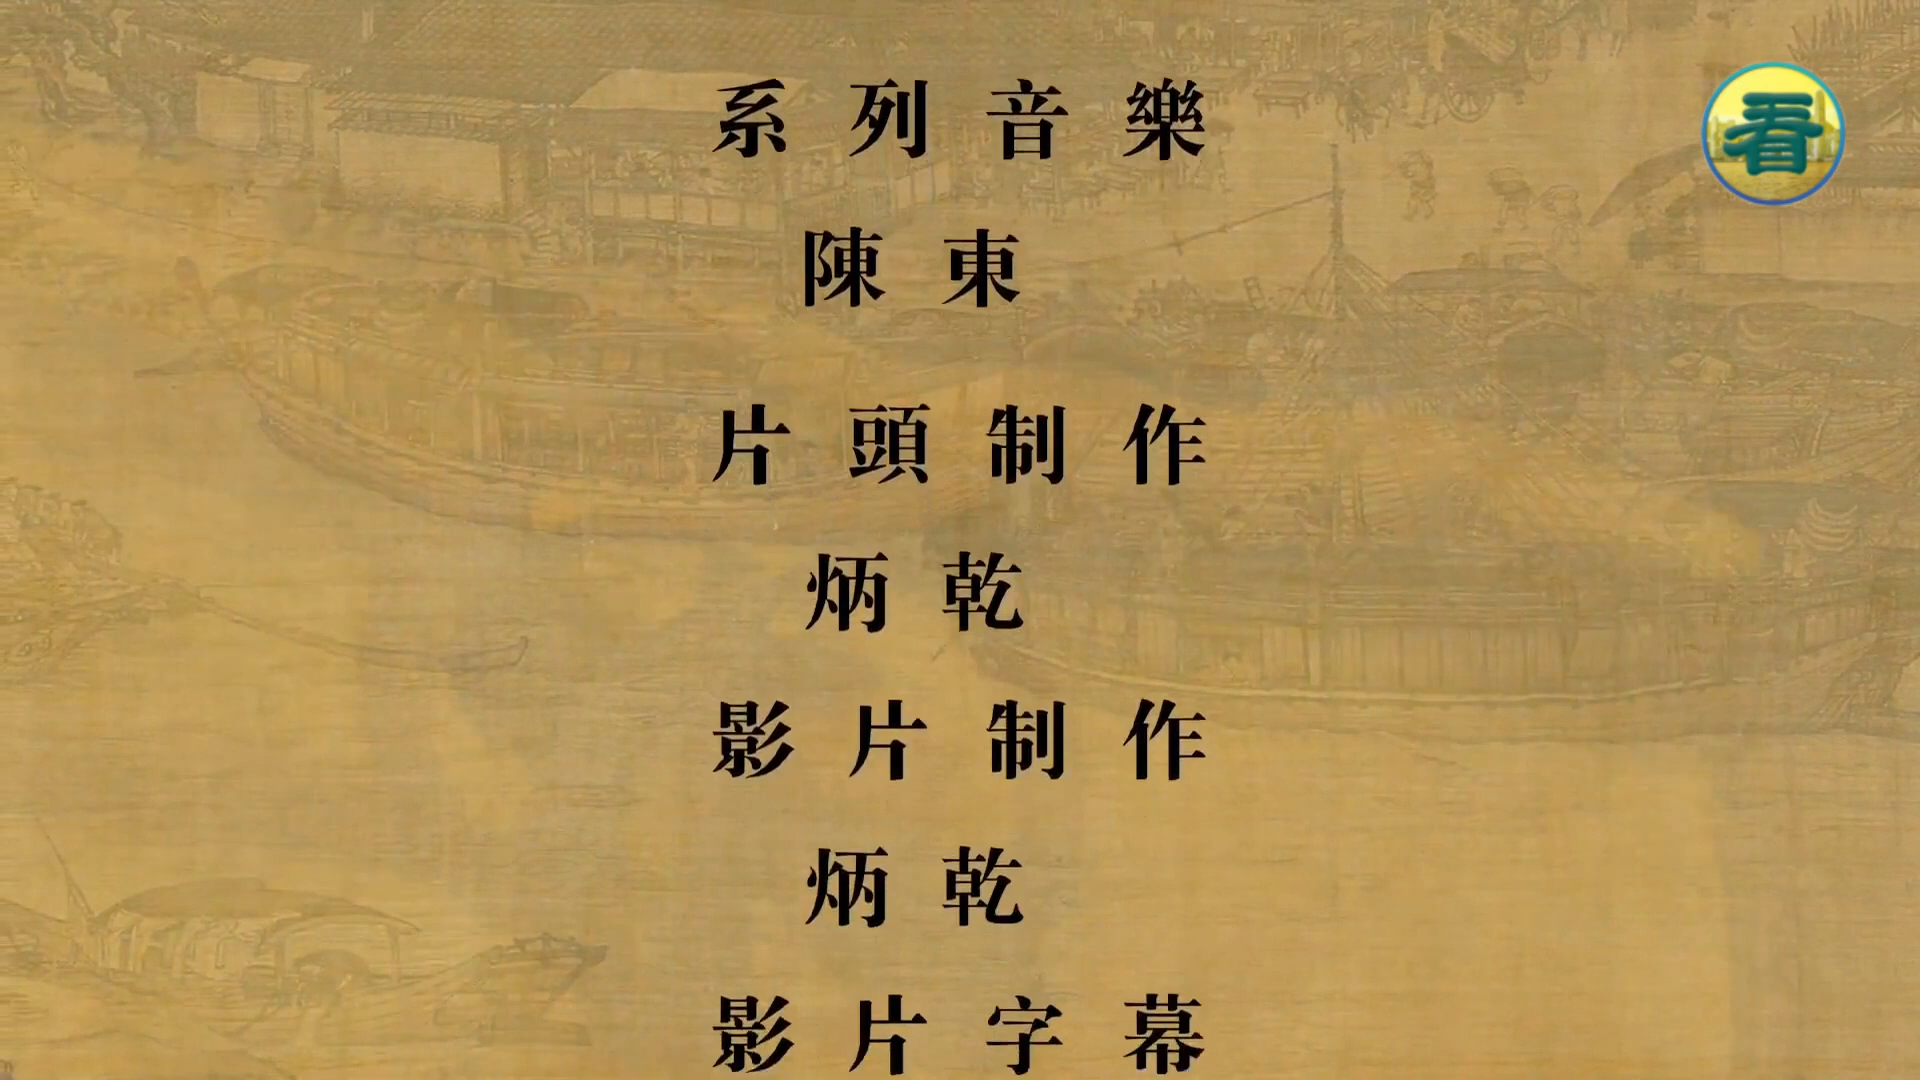 系列音樂
看
陳東
片頭制作
炳乾
影片制作
炳乾
影片字幕